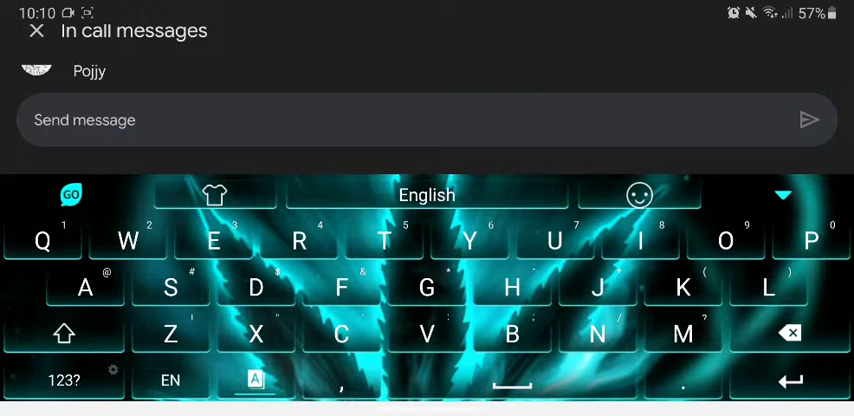 10:10 57%
In call messages
Pojjy
Send message
GO English
Q 1 W 2 E 3 R 4 T 5 Y 6 U 7 I 8 O 9 P 0
A @ S # D $ F & G * H - J + K ( L )
Z ! X " C ' V : B ; N / M ?
123? EN A , .